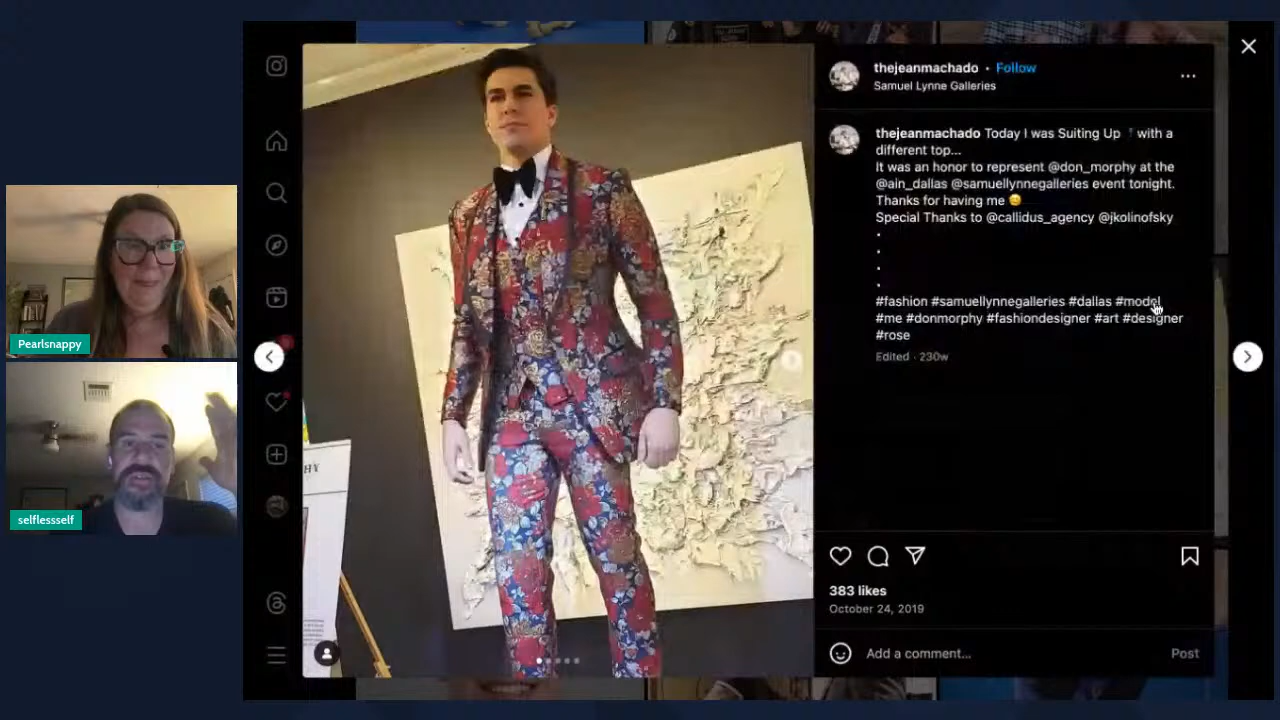 Pearlsnappy
selflessself
HY
thejeanmachado • Follow
Samuel Lynne Galleries
thejeanmachado Today I was Suiting Up with a
different top...
It was an honor to represent @don_morphy at the
@ain_dallas @samuellynnegalleries event tonight.
Thanks for having me
Special Thanks to @callidus_agency @jkolinofsky
.
.
.
.
#fashion #samuellynnegalleries #dallas #model
#me #donmorphy #fashiondesigner #art #designer
#rose
Edited · 230w
383 likes
October 24, 2019
Add a comment...
Post